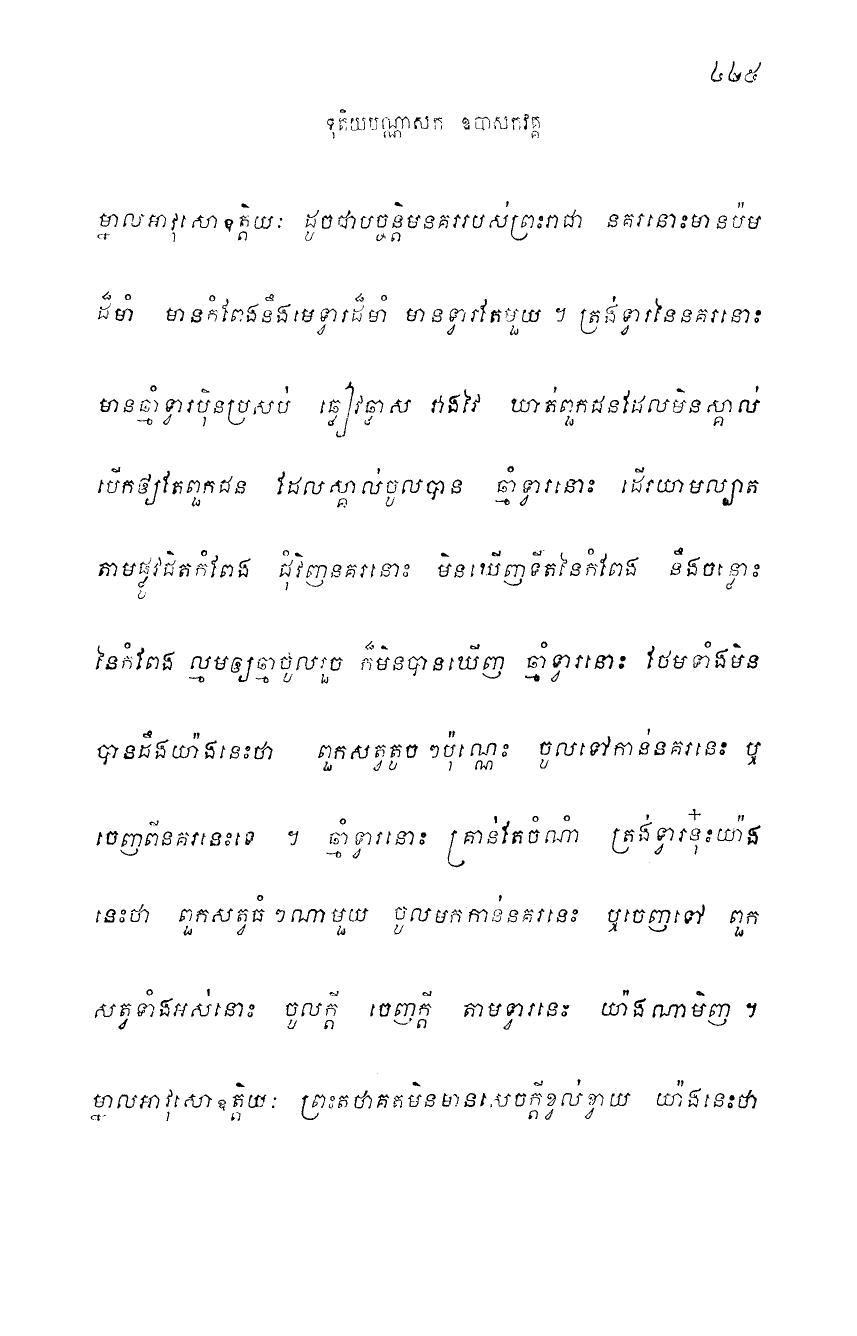 ៤៤៥
ទុតិយបណ្ណាសក ឧបាសកវគ្គ
ម្នាលអាវុសោឧត្តិយៈ ដូចជាបច្ចន្តិមនគររបស់ព្រះរាជា នគរនោះមានប៉ម
ដ៏មាំ មានកំពែងនឹងមេទ្វារដ៏មាំ មានទ្វារតែមួយ ។ ត្រង់ទ្វារនៃនគរនោះ
មានឆ្មាំទ្វារប៉ិនប្រសប់ ឆ្វៀវឆ្វាស វាងវៃ ឃាត់ពួកជនដែលមិនស្គាល់
បើកឲ្យតែពួកជន ដែលស្គាល់ចូលបាន ឆ្មាំទ្វារនោះ ដើរយាមល្បាត
តាមផ្លូវជិតកំពែង ជុំវិញនគរនោះ មិនឃើញទីតនៃកំពែង នឹងចន្លោះ
នៃកំពែង ល្មមឲ្យឆ្មាចូលរួច ក៏មិនបានឃើញ ឆ្មាំទ្វារនោះ ថែមទាំងមិន
បានដឹងយ៉ាងនេះថា ពួកសត្វតូចៗប៉ុណ្ណេះ ចូលទៅកាន់នគរនេះ ឬ
ចេញពីនគរនេះទេ ។ ឆ្មាំទ្វារនោះ គ្រាន់តែចំណាំ ត្រង់ទ្វារនុ៎ះយ៉ាង
នេះថា ពួកសត្វធំៗណាមួយ ចូលមកកាន់នគរនេះ ឬចេញទៅ ពួក
សត្វទាំងអស់នោះ ចូលក្តី ចេញក្តី តាមទ្វារនេះ យ៉ាងណាមិញ ។
ម្នាលអាវុសោឧត្តិយៈ ព្រះតថាគតមិនមានសេចក្តីខ្វល់ខ្វាយ យ៉ាងនេះថា